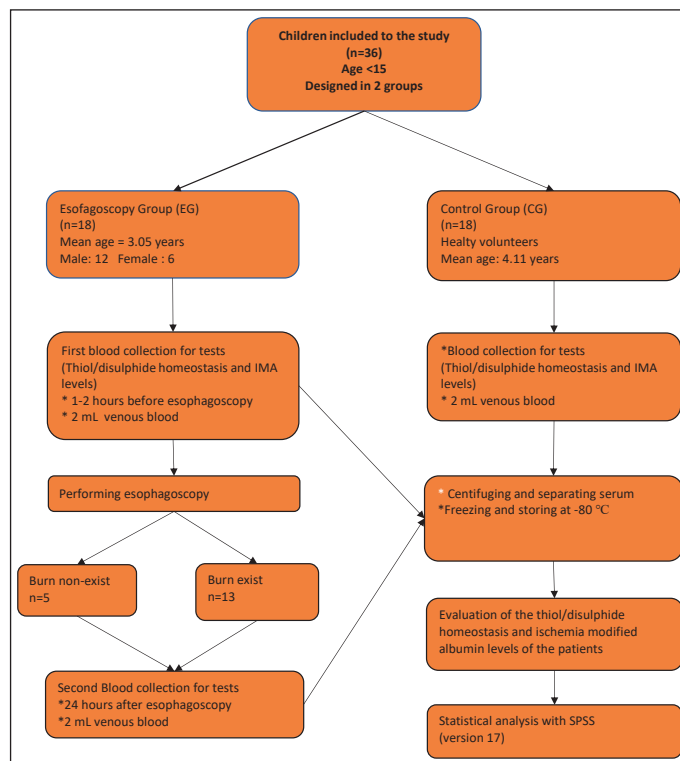 Children included to the study
(n=36)
Age <15
Designed in 2 groups
Esofagoscopy Group (EG)
(n=18)
Mean age = 3.05 years
Male: 12 Female : 6
Control Group (CG)
(n=18)
Healty volunteers
Mean age: 4.11 years
First blood collection for tests
(Thiol/disulphide homeostasis and IMA
levels)
* 1-2 hours before esophagoscopy
* 2 mL venous blood
*Blood collection for tests
(Thiol/disulphide homeostasis and IMA
levels)
* 2 mL venous blood
Performing esophagoscopy
* Centifuging and separating serum
*Freezing and storing at -80 ℃
Burn non-exist
n=5
Burn exist
n=13
Evaluation of the thiol/disulphide
homeostasis and ischemia modified
albumin levels of the patients
Second Blood collection for tests
*24 hours after esophagoscopy
*2 mL venous blood
Statistical analysis with SPSS
(version 17)